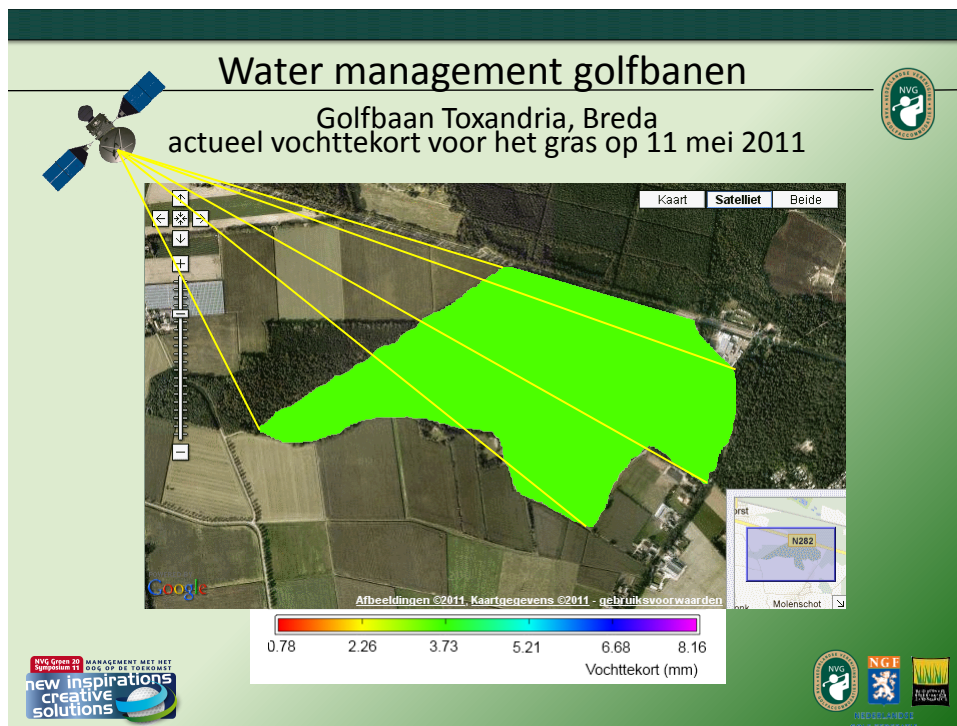 Water management golfbanen
Golfbaan Toxandria, Breda
actueel vochttekort voor het gras op 11 mei 2011
NVG
Kaart
Satelliet
Beide
orst
N282
Molenschot
Google
Afbeeldingen ©2011, Kaartgegevens ©2011 - gebruiksvoorwaarden
0.78 2.26 3.73 5.21 6.68 8.16
Vochttekort (mm)
NVG Groen 20
Symposium 11
MANAGEMENT MET HET
OOG OP DE TOEKOMST
new inspirations
creative
solutions
NVG
NGF